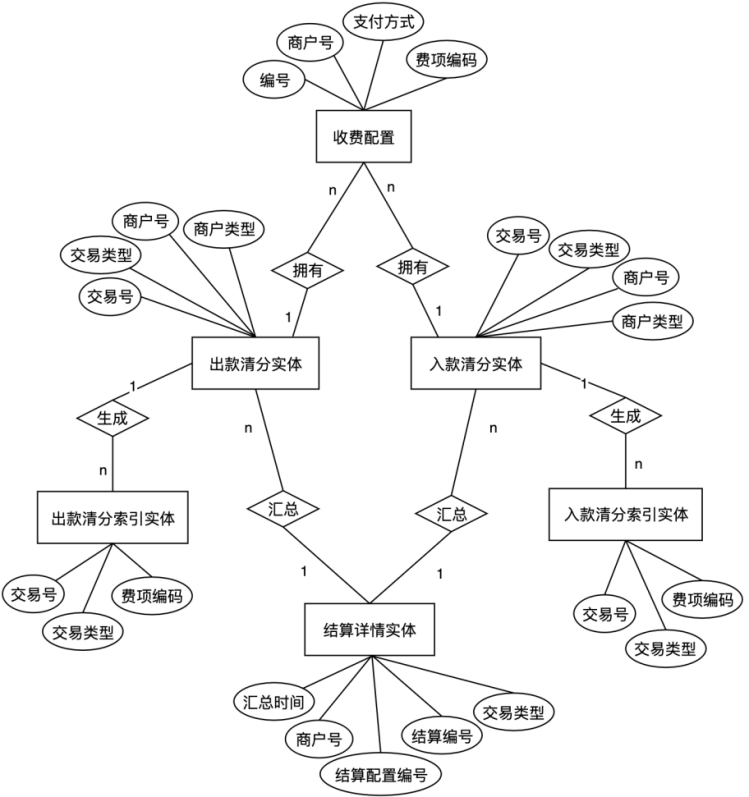 支付方式
商户号
费项编码
编号
收费配置
n
n
商户号
商户类型
交易类型
交易号
拥有
拥有
交易号
交易类型
商户号
商户类型
1
1
出款清分实体
入款清分实体
1
1
生成
生成
n
n
n
n
汇总
汇总
出款清分索引实体
入款清分索引实体
1
1
交易号
费项编码
交易类型
结算详情实体
交易号
费项编码
交易类型
汇总时间
商户号
结算配置编号
结算编号
交易类型